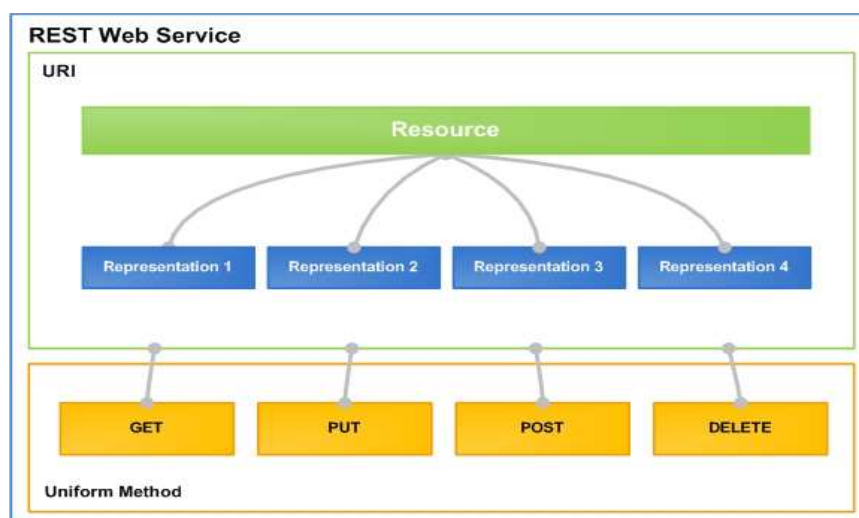 REST Web Service
URI
Resource
Representation 1
Representation 2
Representation 3
Representation 4
GET
PUT
POST
DELETE
Uniform Method